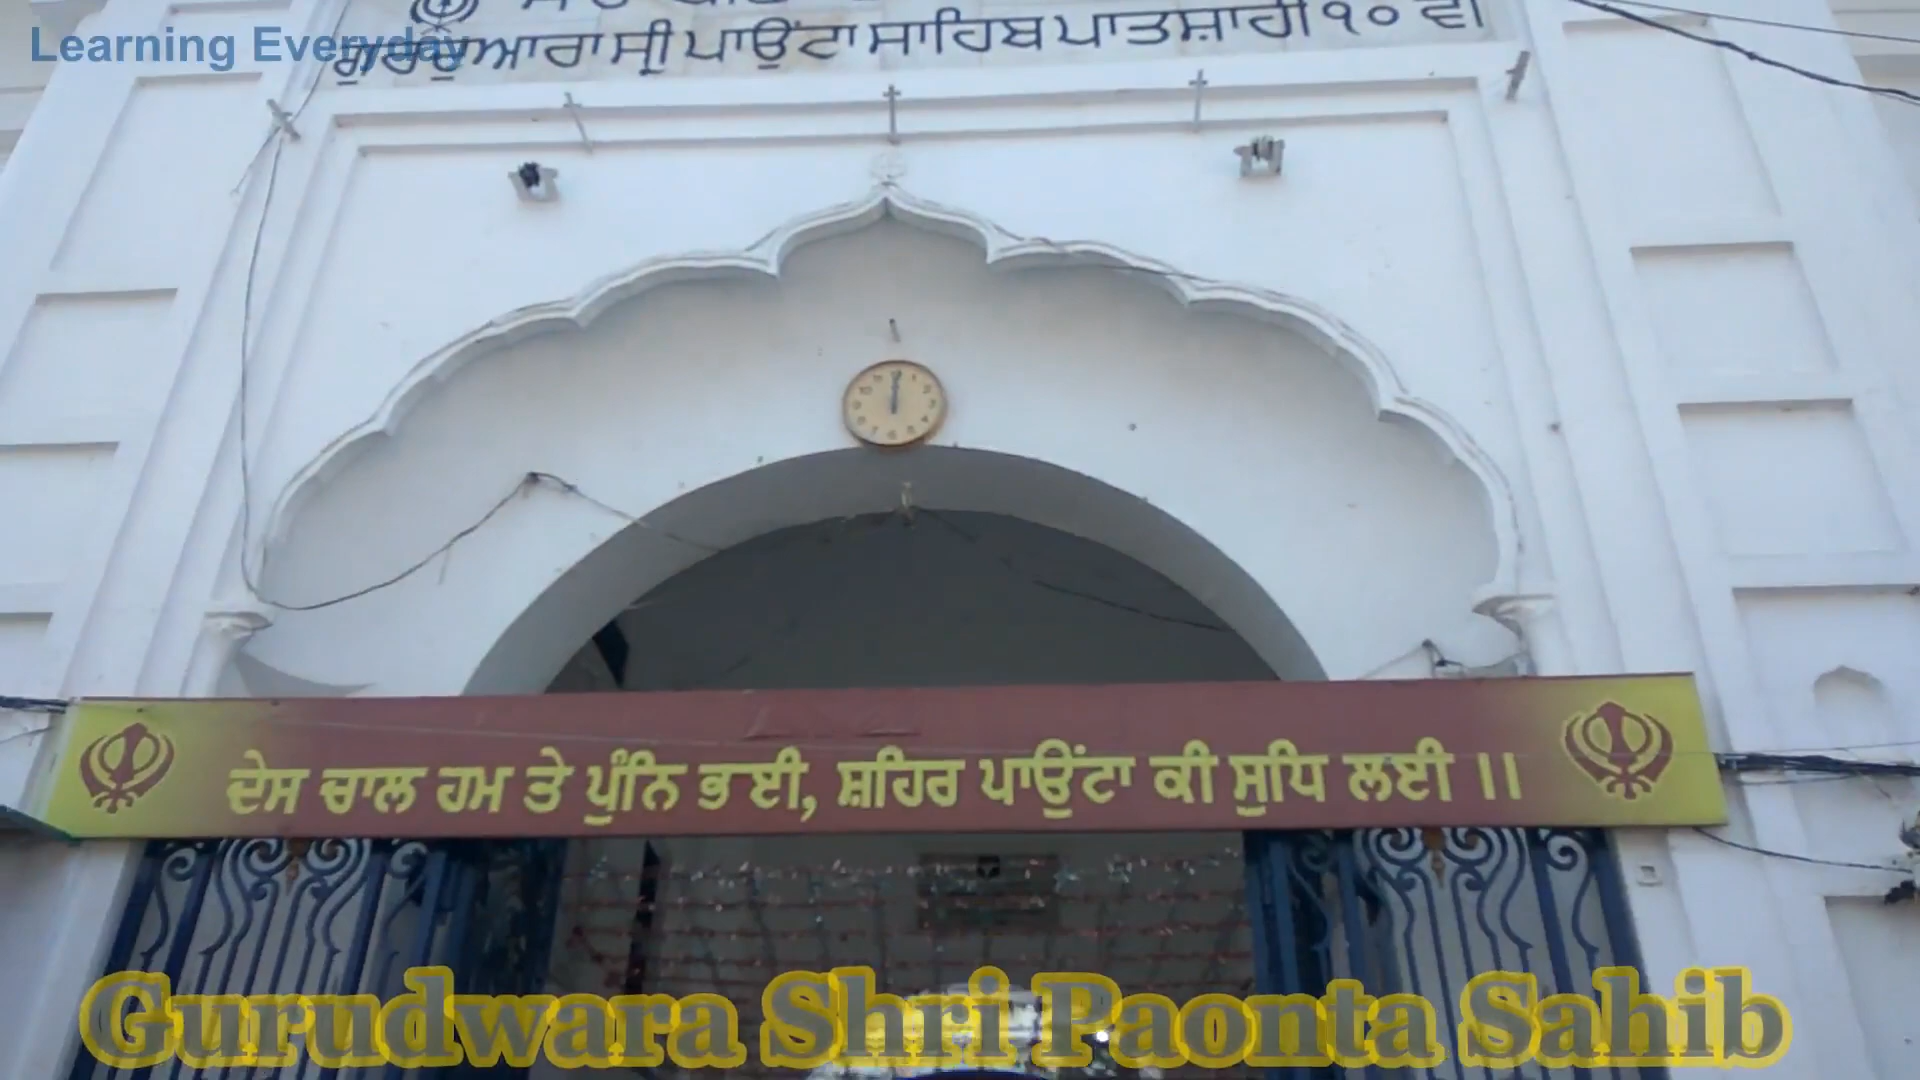 Learning Everyday
ਗੁਰਦੁਆਰਾ ਸ੍ਰੀ ਪਾਉਂਟਾ ਸਾਹਿਬ ਪਾਤਸ਼ਾਹੀ ੧੦ ਵੀਂ
ਦੇਸ ਚਾਲ ਹਮ ਤੇ ਪੁੰਨਿ ਭਈ, ਸ਼ਹਿਰ ਪਾਉਂਟਾ ਕੀ ਸੁਧਿ ਲਈ ।।
Gurudwara Shri Paonta Sahib